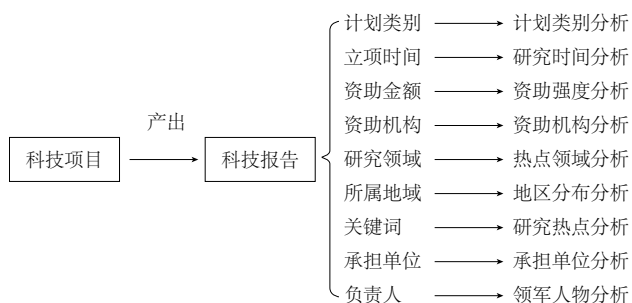 计划类别 计划类别分析
立项时间 研究时间分析
资助金额 资助强度分析
产出
资助机构 资助机构分析
科技项目 科技报告 研究领域 热点领域分析
所属地域 地区分布分析
关键词 研究热点分析
承担单位 承担单位分析
负责人 领军人物分析